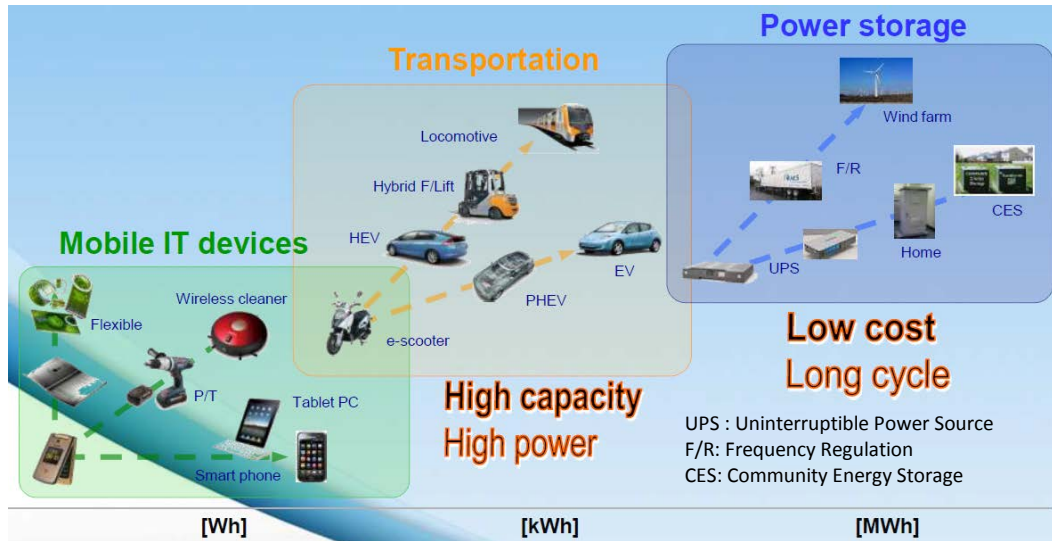 Power storage
Transportation
Wind farm
Locomotive
F/R
Hybrid F/Lift
CES
HEV
Home
Mobile IT devices
UPS
EV
PHEV
Wireless cleaner
Flexible
e-scooter
Low cost
Long cycle
P/T
Tablet PC
High capacity
High power
Smart phone
UPS : Uninterruptible Power Source
F/R: Frequency Regulation
CES: Community Energy Storage
[Wh] [kWh] [MWh]